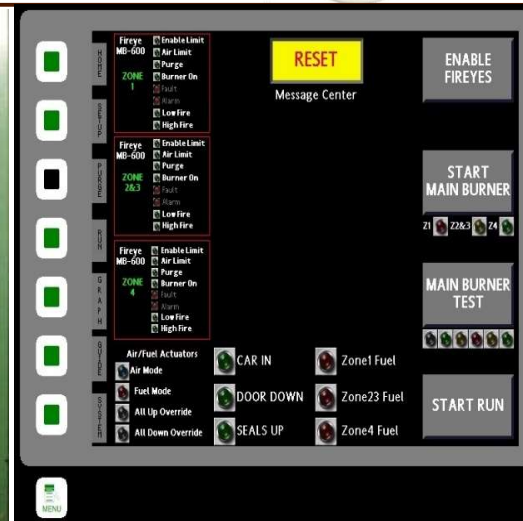 HOME
SETUP
PURGE
RUN
GRAPH
GUIDE
SYSTEM
Fireye
MB-600
ZONE
1
Enable Limit
Air Limit
Purge
Burner On
Fault
Alarm
Low Fire
High Fire
Fireye
MB-600
ZONE
2&3
Enable Limit
Air Limit
Purge
Burner On
Fault
Alarm
Low Fire
High Fire
Fireye
MB-600
ZONE
4
Enable Limit
Air Limit
Purge
Burner On
Fault
Alarm
Low Fire
High Fire
RESET
Message Center
ENABLE
FIREYES
START
MAIN BURNER
Z1 Z2&3 Z4
MAIN BURNER
TEST
START RUN
Air/Fuel Actuators
Air Mode
Fuel Mode
All Up Override
All Down Override
CAR IN
DOOR DOWN
SEALS UP
Zone1 Fuel
Zone23 Fuel
Zone4 Fuel
MENU